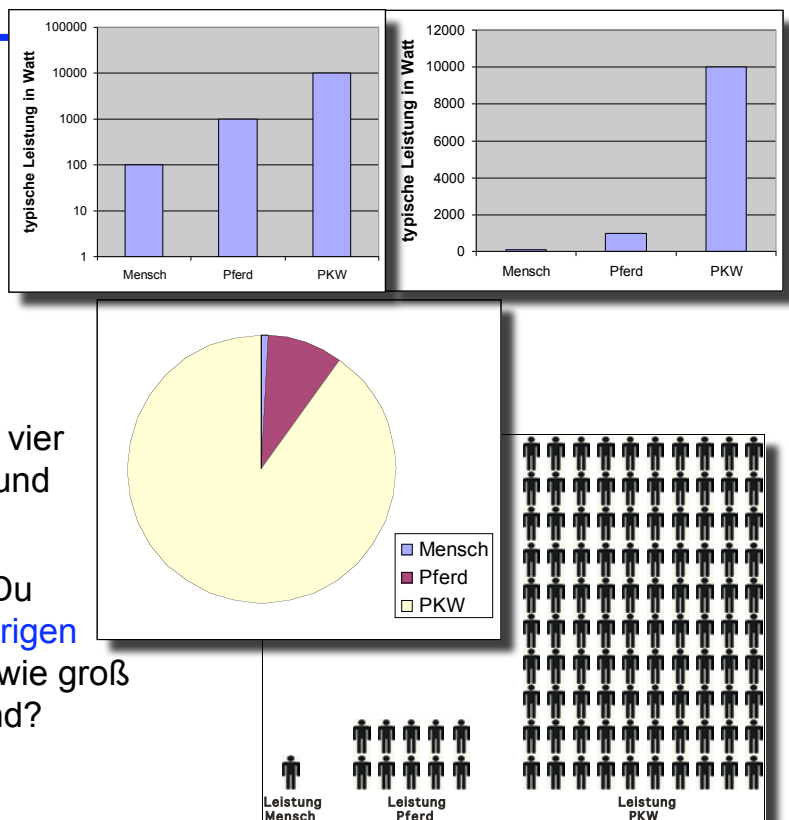 typische Leistung in Watt
100000
10000
1000
100
10
1
Mensch Pferd PKW
typische Leistung in Watt
12000
10000
8000
6000
4000
2000
0
Mensch Pferd PKW
Mensch
Pferd
PKW
vier
und
Du
rigen
wie groß
nd?
Leistung
Mensch
Leistung
Pferd
Leistung
PKW